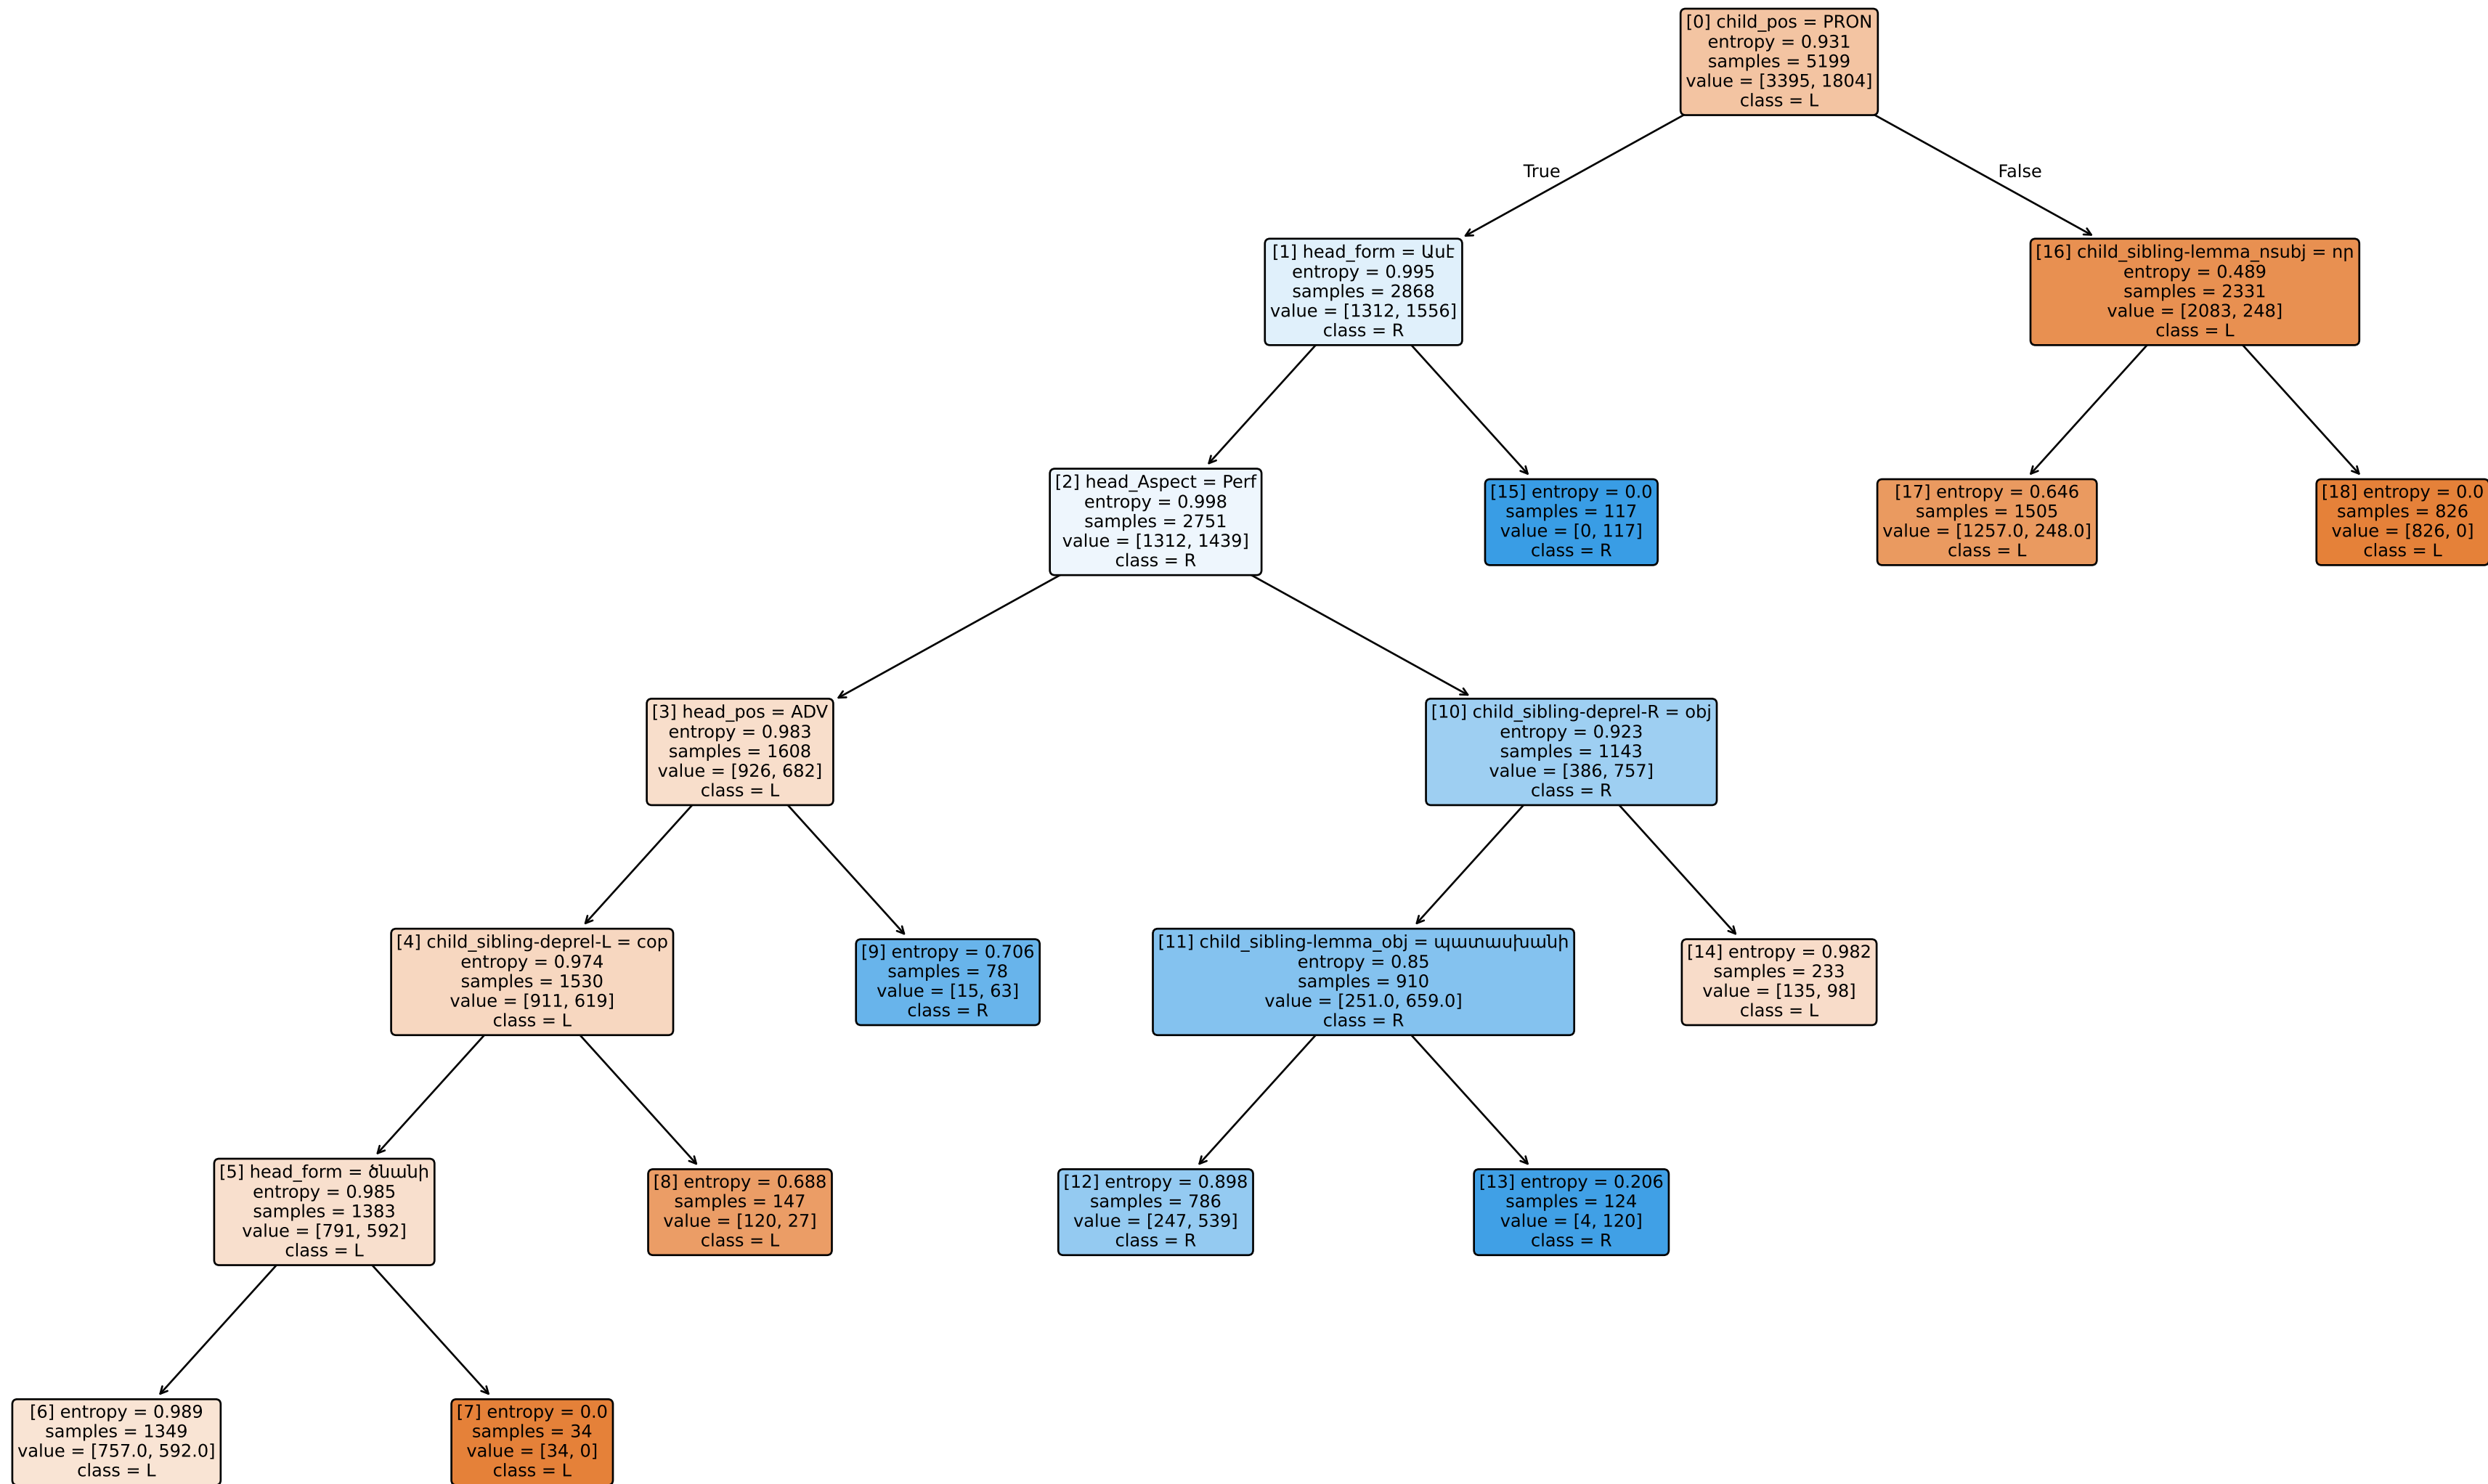 [0] child_pos = PRON
entropy = 0.931
samples = 5199
value = [3395, 1804]
class = L
True
False
[1] head_form = Ասէ
entropy = 0.995
samples = 2868
value = [1312, 1556]
class = R
[16] child_sibling-lemma_nsubj = որ
entropy = 0.489
samples = 2331
value = [2083, 248]
class = L
[2] head_Aspect = Perf
entropy = 0.998
samples = 2751
value = [1312, 1439]
class = R
[15] entropy = 0.0
samples = 117
value = [0, 117]
class = R
[17] entropy = 0.646
samples = 1505
value = [1257.0, 248.0]
class = L
[18] entropy = 0.0
samples = 826
value = [826, 0]
class = L
[3] head_pos = ADV
entropy = 0.983
samples = 1608
value = [926, 682]
class = L
[10] child_sibling-deprel-R = obj
entropy = 0.923
samples = 1143
value = [386, 757]
class = R
[4] child_sibling-deprel-L = cop
entropy = 0.974
samples = 1530
value = [911, 619]
class = L
[9] entropy = 0.706
samples = 78
value = [15, 63]
class = R
[11] child_sibling-lemma_obj = պատասխանի
entropy = 0.85
samples = 910
value = [251.0, 659.0]
class = R
[14] entropy = 0.982
samples = 233
value = [135, 98]
class = L
[5] head_form = ծնանի
entropy = 0.985
samples = 1383
value = [791, 592]
class = L
[8] entropy = 0.688
samples = 147
value = [120, 27]
class = L
[12] entropy = 0.898
samples = 786
value = [247, 539]
class = R
[13] entropy = 0.206
samples = 124
value = [4, 120]
class = R
[6] entropy = 0.989
samples = 1349
value = [757.0, 592.0]
class = L
[7] entropy = 0.0
samples = 34
value = [34, 0]
class = L